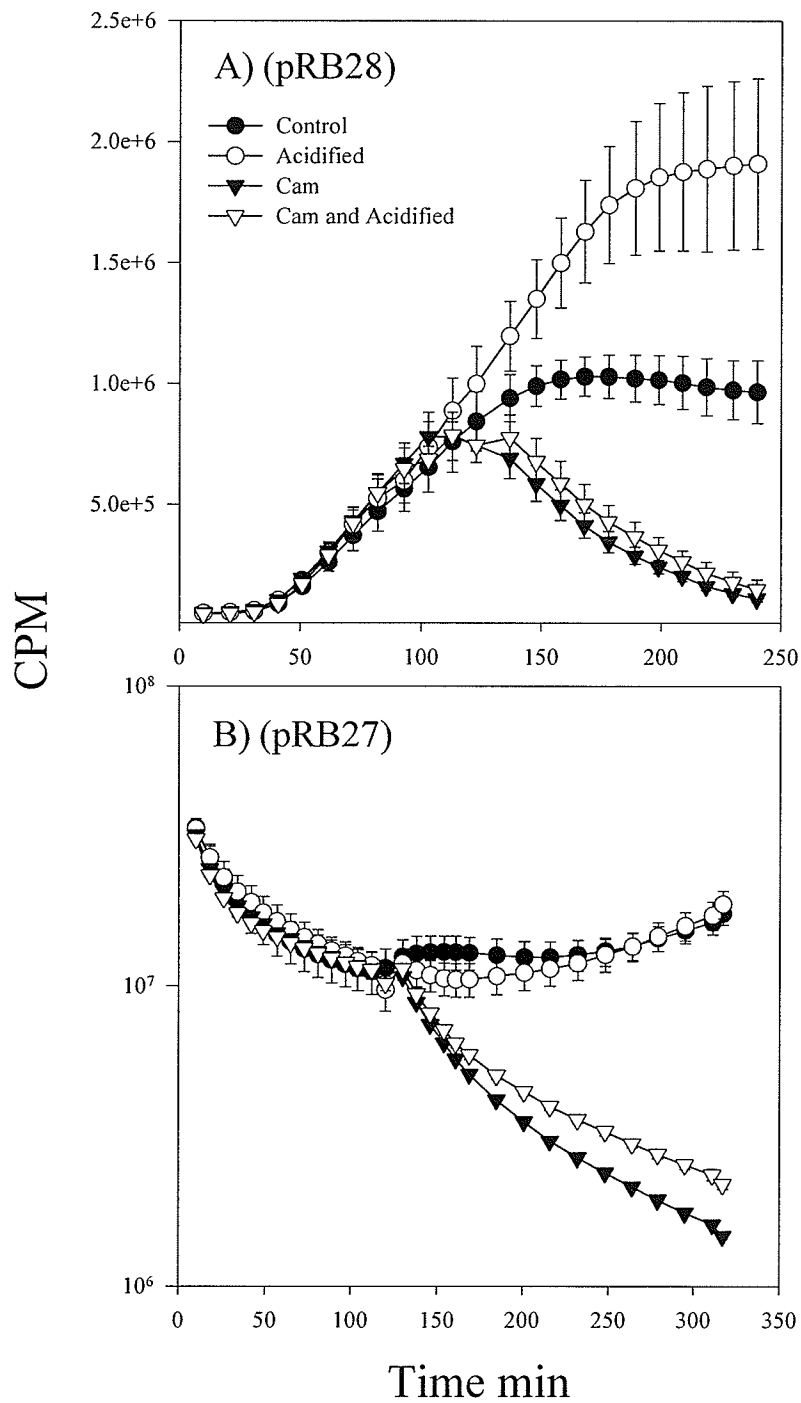 2.5e+6
A) (pRB28)
Control
Acidified
Cam
Cam and Acidified
2.0e+6
1.5e+6
1.0e+6
5.0e+5
0 50 100 150 200 250
CPM
10⁸
B) (pRB27)
10⁷
10⁶
0 50 100 150 200 250 300 350
Time min